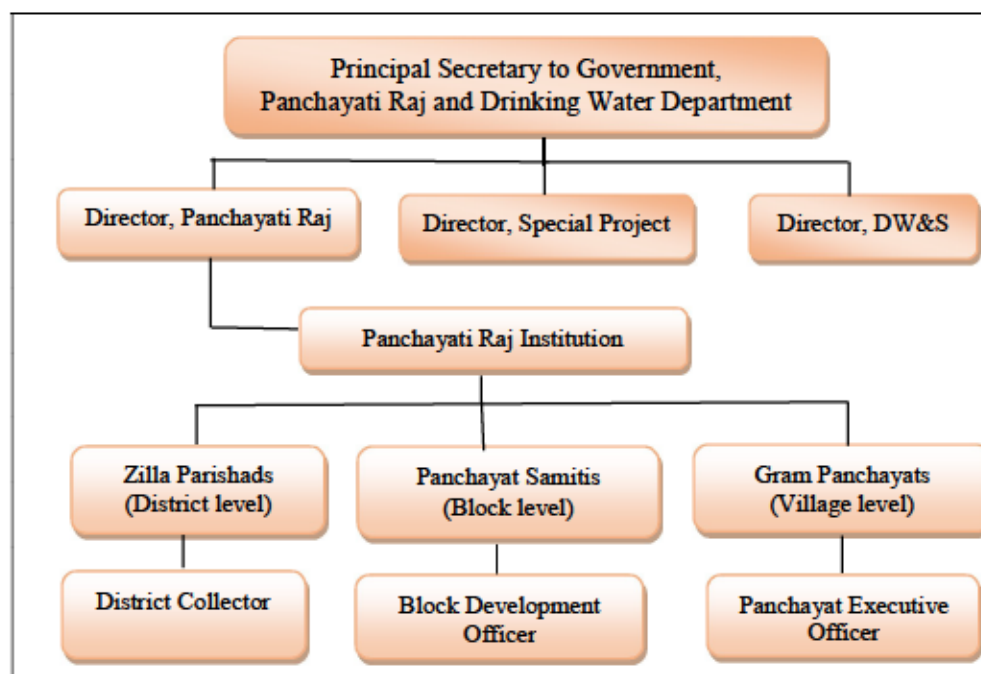 Principal Secretary to Government,
Panchayati Raj and Drinking Water Department
Director, Panchayati Raj
Director, Special Project
Director, DW&S
Panchayati Raj Institution
Zilla Parishads
(District level)
Panchayat Samitis
(Block level)
Gram Panchayats
(Village level)
District Collector
Block Development
Officer
Panchayat Executive
Officer